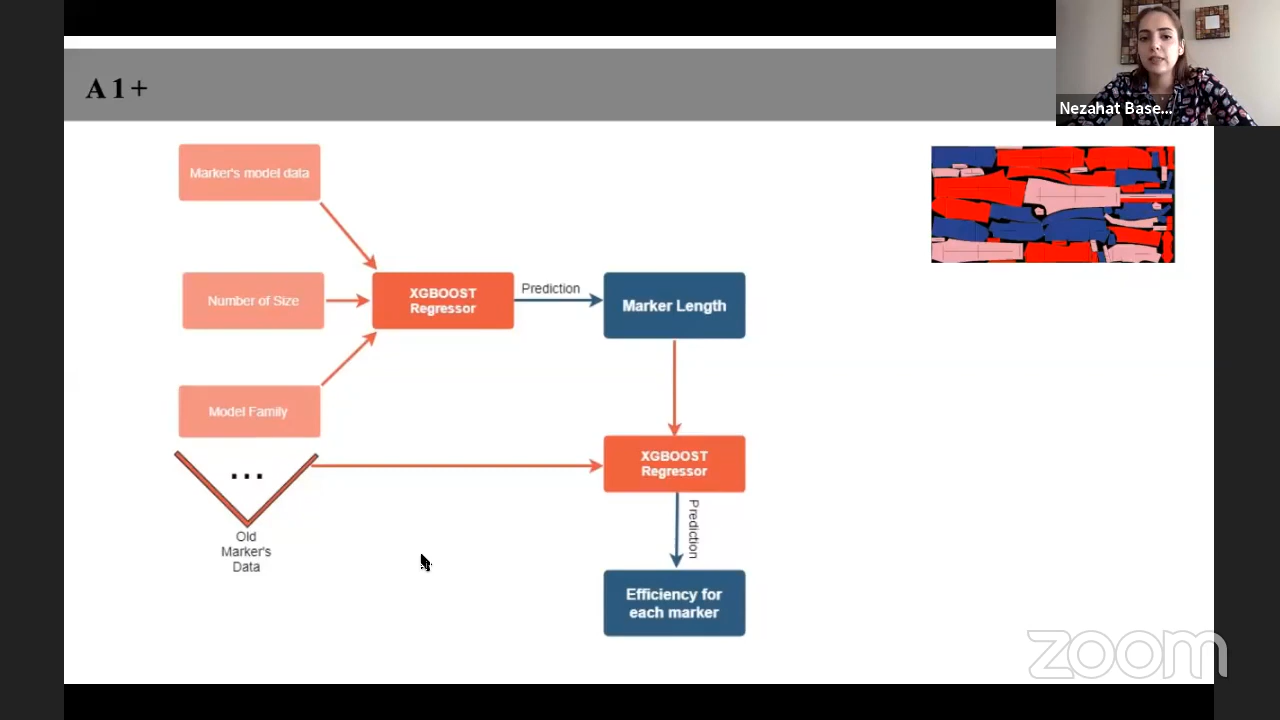 A 1 +
Nezahat Base...
Marker's model data
Number of Size
XGBOOST
Regressor
Prediction
Marker Length
Model Family
...
Old
Marker's
Data
XGBOOST
Regressor
Prediction
Efficiency for
each marker
zoom